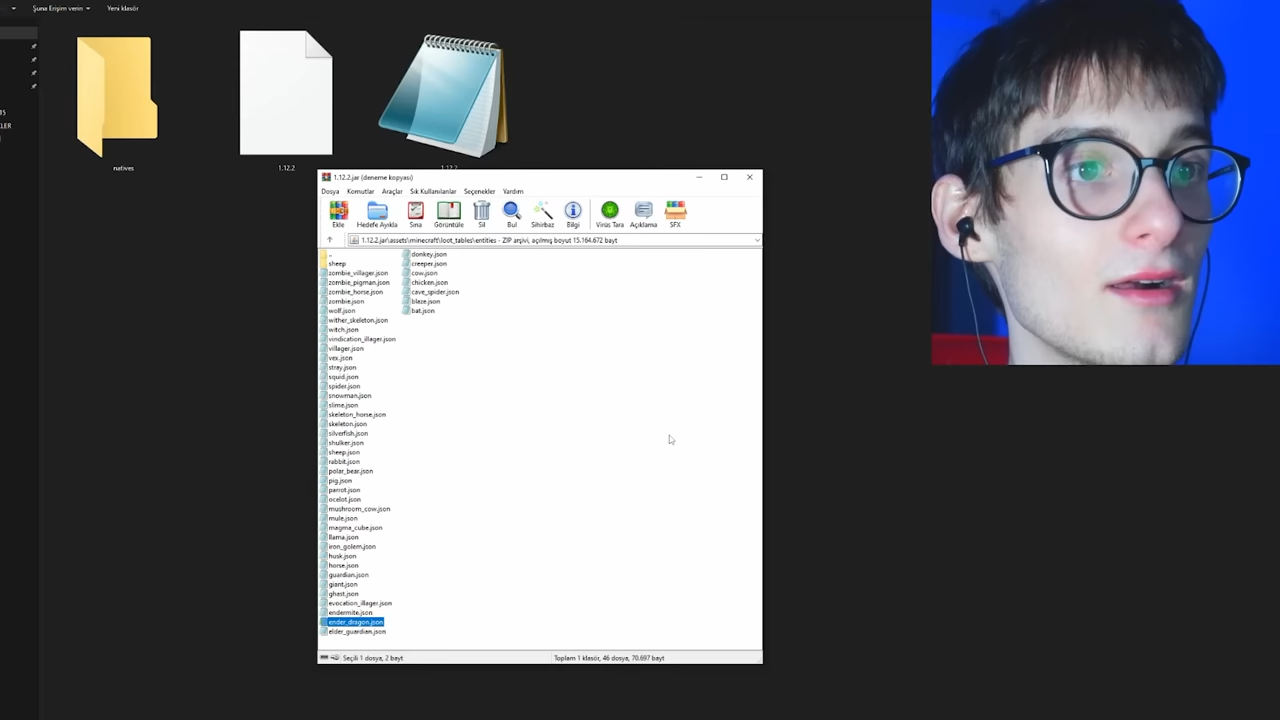 Şuna Erişim verin
Yeni klasör
natives
1.12.2
1.12.2
1.12.2.jar (deneme kopyası)
Dosya Komutlar Araçlar Sık Kullanılanlar Seçenekler Yardım
Ekle Hedefe Ayıkla Sına Görüntüle Sil Bul Sihirbaz Bilgi Virüs Tara Açıklama SFX
1.12.2.jar\assets\minecraft\loot_tables\entities - ZIP arşivi, açılmış boyut 15.164.672 bayt
..
sheep
zombie_villager.json
zombie_pigman.json
zombie_horse.json
zombie.json
wolf.json
wither_skeleton.json
witch.json
vindication_illager.json
villager.json
vex.json
stray.json
squid.json
spider.json
snowman.json
slime.json
skeleton_horse.json
skeleton.json
silverfish.json
shulker.json
sheep.json
rabbit.json
polar_bear.json
pig.json
parrot.json
ocelot.json
mushroom_cow.json
mule.json
magma_cube.json
llama.json
iron_golem.json
husk.json
horse.json
guardian.json
giant.json
ghast.json
evocation_illager.json
endermite.json
ender_dragon.json
elder_guardian.json
donkey.json
creeper.json
cow.json
chicken.json
cave_spider.json
blaze.json
bat.json
Seçili 1 dosya, 2 bayt
Toplam 1 klasör, 46 dosya, 70.697 bayt